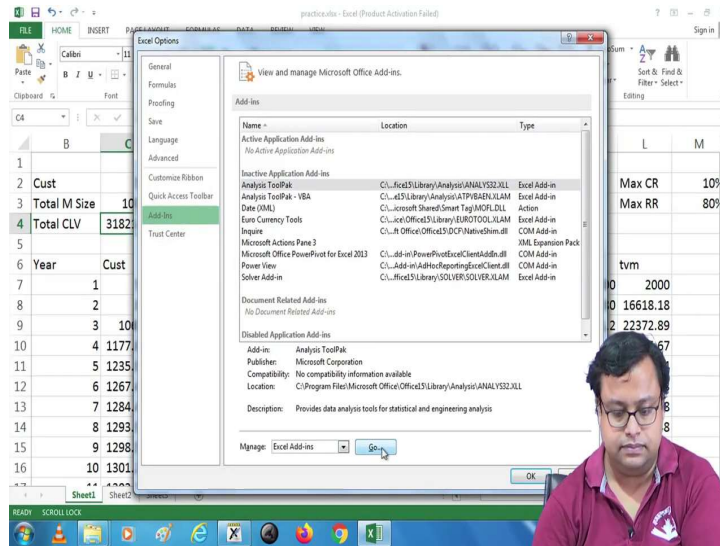 practice.xlsx - Excel (Product Activation Failed)
FILE HOME INSERT PAGE LAYOUT FORMULAS DATA REVIEW VIEW Sign in
Excel Options
Calibri 11
Paste
B I U
Clipboard Font
Sort & Find &
Filter Select
Editing
C4
B C L M
General
Formulas
Proofing
Save
Language
Advanced
Customize Ribbon
Quick Access Toolbar
Add-Ins
Trust Center
View and manage Microsoft Office Add-ins.
Add-ins
Name Location Type
Active Application Add-ins
No Active Application Add-ins
Inactive Application Add-ins
Analysis ToolPak C:\...fice15\Library\Analysis\ANALYS32.XLL Excel Add-in
Analysis ToolPak - VBA C:\...e15\Library\Analysis\ATPVBAEN.XLAM Excel Add-in
Date (XML) C:\...icrosoft Shared\Smart Tag\MOFL.DLL Action
Euro Currency Tools C:\...ice\Office15\Library\EUROTOOL.XLAM Excel Add-in
Inquire C:\...ft Office\Office15\DCF\NativeShim.dll COM Add-in
Microsoft Actions Pane 3 XML Expansion Pack
Microsoft Office PowerPivot for Excel 2013 C:\...dd-in\PowerPivotExcelClientAddIn.dll COM Add-in
Power View C:\...Add-in\AdHocReportingExcelClient.dll COM Add-in
Solver Add-in C:\...ffice15\Library\SOLVER\SOLVER.XLAM Excel Add-in
Document Related Add-ins
No Document Related Add-ins
Disabled Application Add-ins
Add-in: Analysis ToolPak
Publisher: Microsoft Corporation
Compatibility: No compatibility information available
Location: C:\Program Files\Microsoft Office\Office15\Library\Analysis\ANALYS32.XLL
Description: Provides data analysis tools for statistical and engineering analysis
Manage: Excel Add-ins Go...
OK
1
2 Cust Max CR 10%
3 Total M Size 10 Max RR 80%
4 Total CLV 3182
5
6 Year Cust tvm
7 1 2000
8 2 16618.18
9 3 22372.89
10 4 1177.
11 5 1235.
12 6 1267.
13 7 1284.
14 8 1293.
15 9 1298.
16 10 1301.
Sheet1 Sheet2
READY SCROLL LOCK